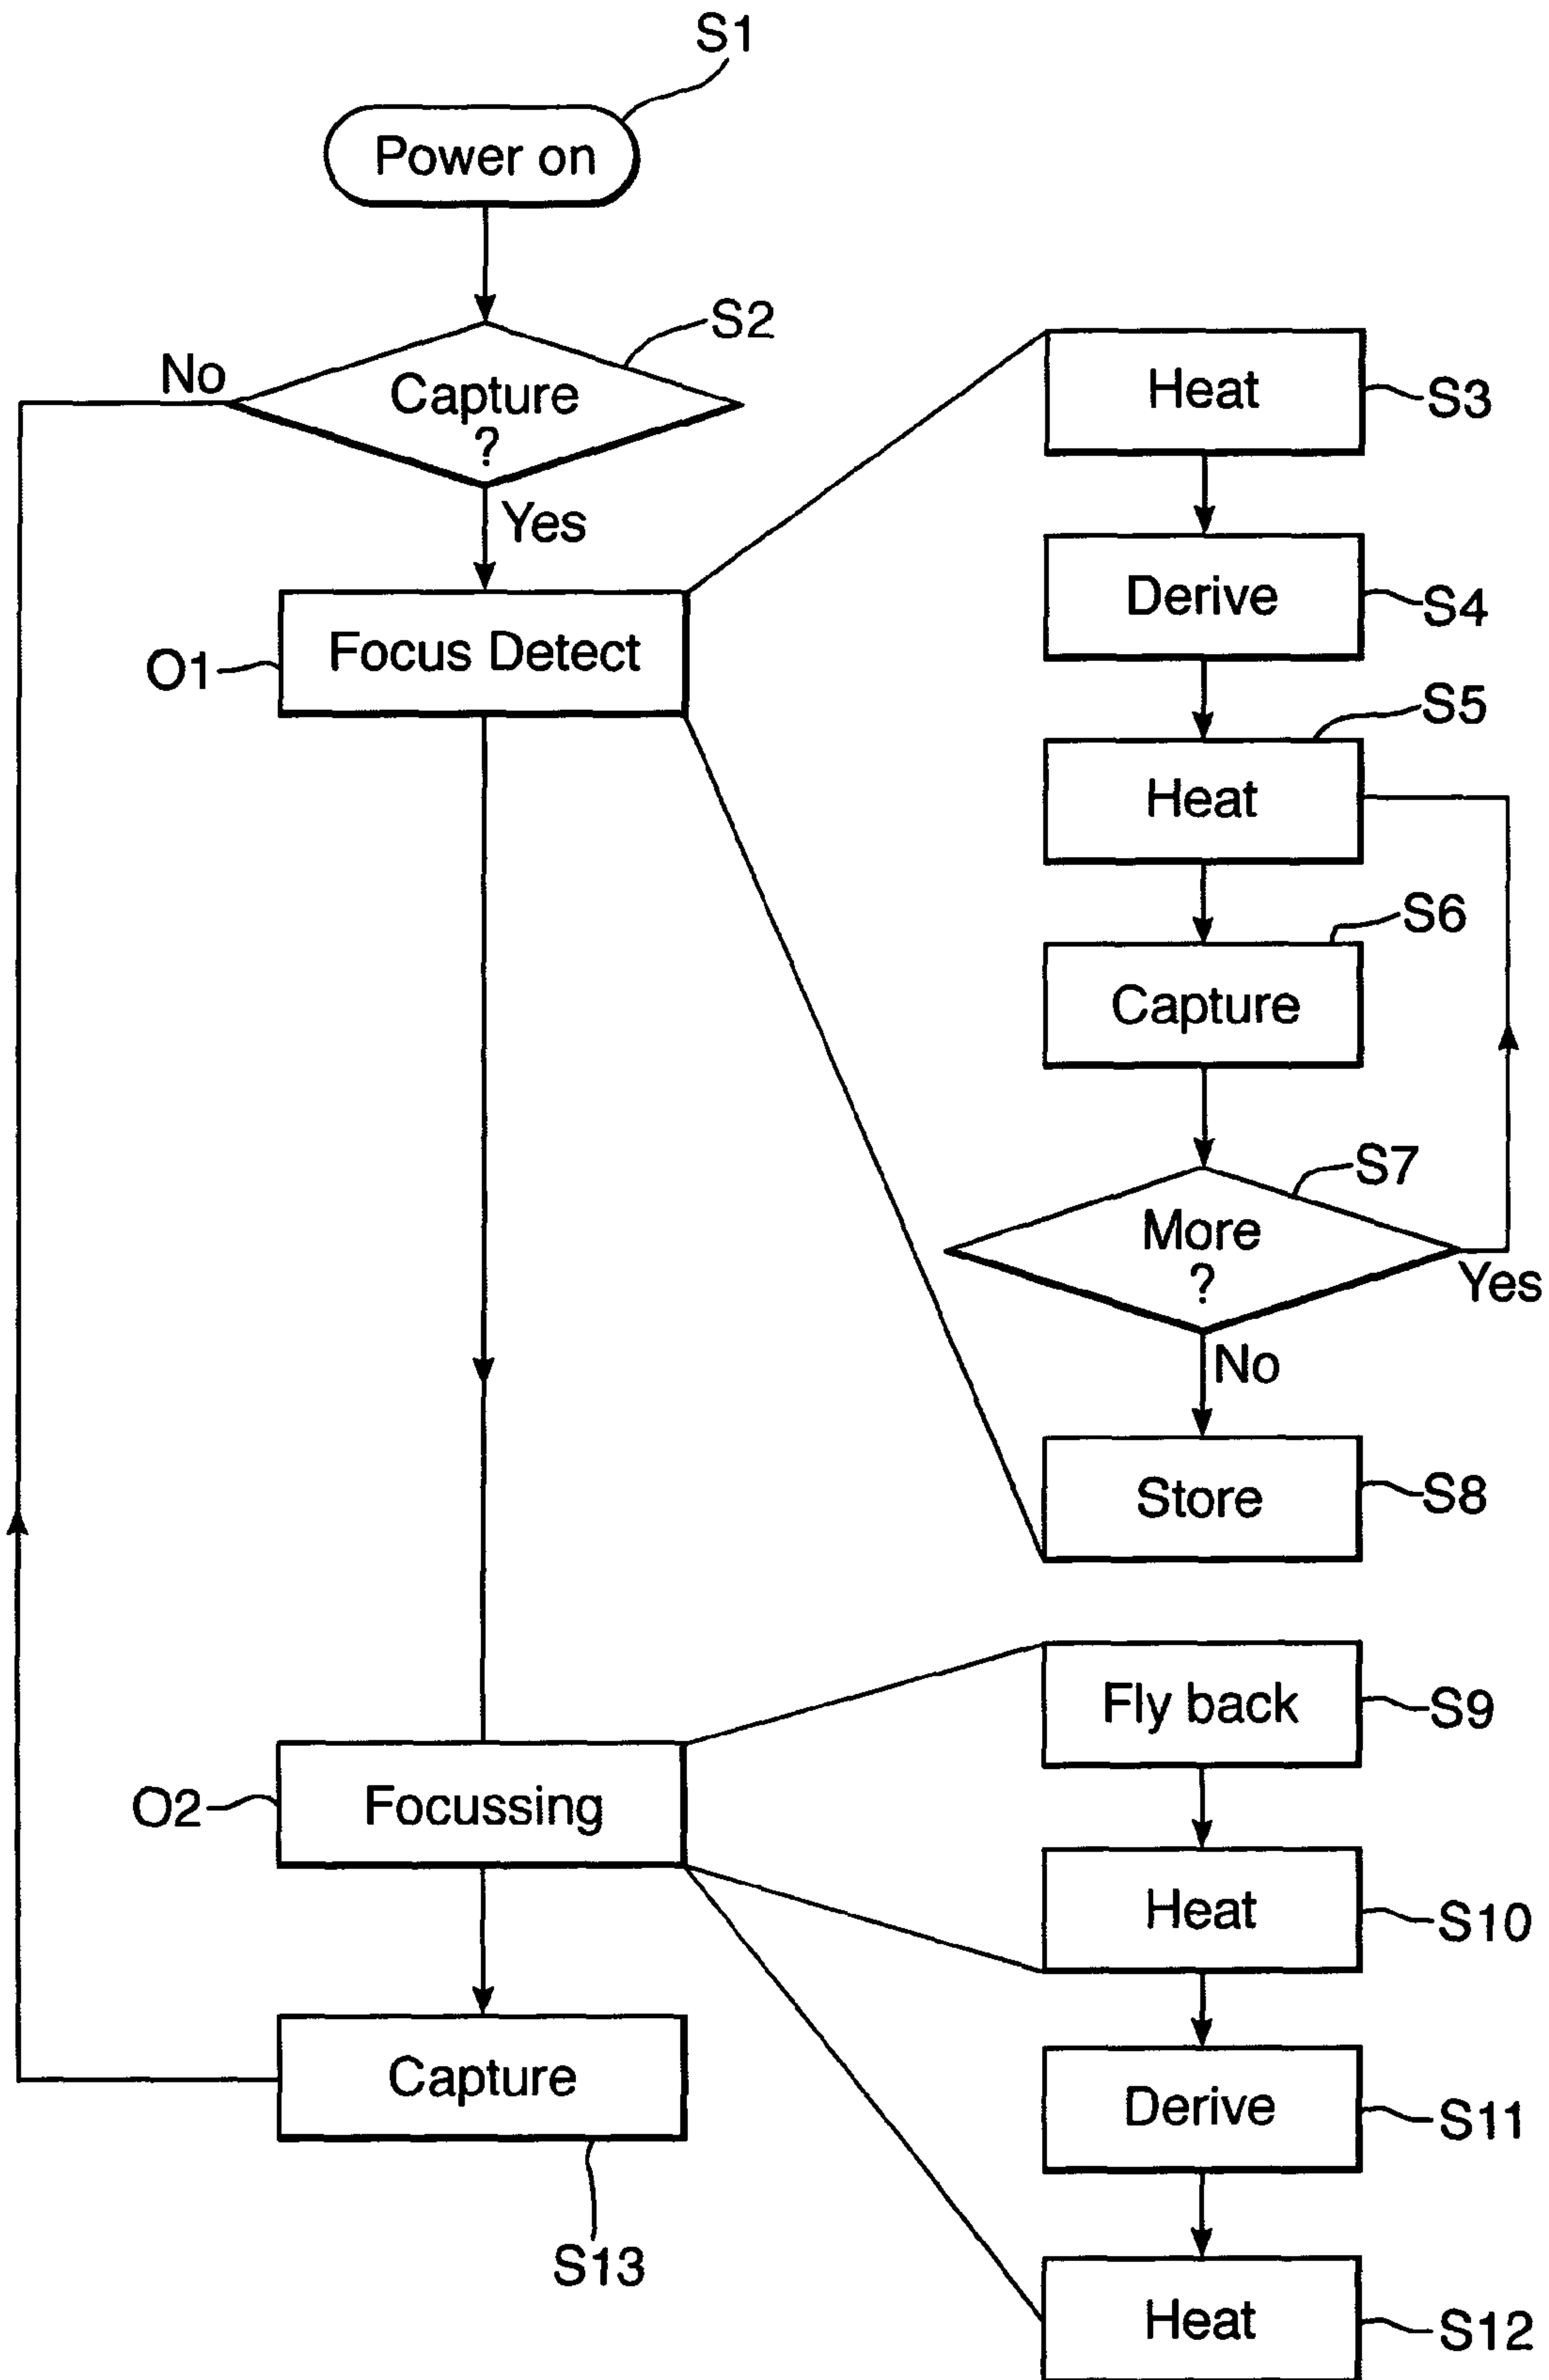 S1
Power on
S2
No
Capture
?
Yes
Focus Detect
O1
Heat
S3
Derive
S4
S5
Heat
S6
Capture
S7
More
?
Yes
No
Store
S8
Fly back
S9
Focussing
O2
Heat
S10
Capture
S13
Derive
S11
Heat
S12